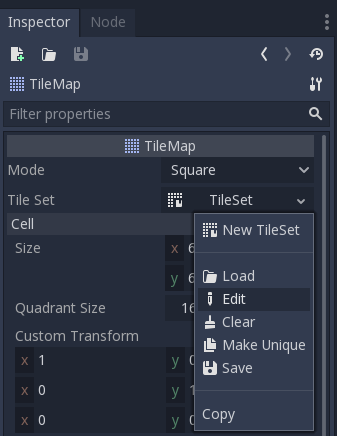 Inspector Node
TileMap
Filter properties
TileMap
Mode Square
Tile Set TileSet
Cell
New TileSet
Size x 6
y 6
Load
Edit
Quadrant Size 16
Clear
Custom Transform
Make Unique
x 1 y 0
Save
x 0 y 1
x 0 y 0
Copy